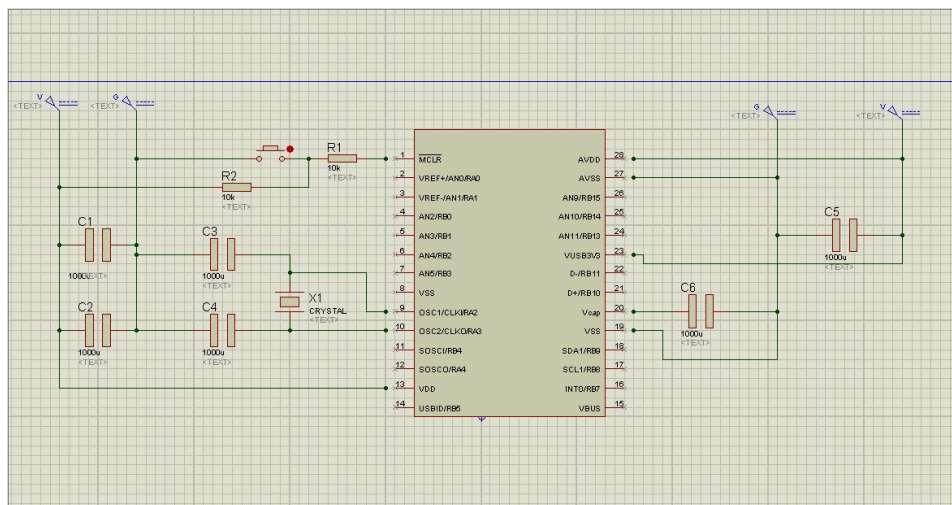 V
<TEXT>
G
<TEXT>
G
<TEXT>
V
<TEXT>
R1
10k
<TEXT>
R2
10k
<TEXT>
C1
1000u
<TEXT>
C2
1000u
<TEXT>
C3
1000u
<TEXT>
C4
1000u
<TEXT>
X1
CRYSTAL
<TEXT>
1 MCLR
2 VREF+/AN0/RA0
3 VREF-/AN1/RA1
4 AN2/RB0
5 AN3/RB1
6 AN4/RB2
7 AN5/RB3
8 VSS
9 OSC1/CLKI/RA2
10 OSC2/CLKO/RA3
11 SOSCI/RB4
12 SOSCO/RA4
13 VDD
14 USBID/RB5
AVDD 28
AVSS 27
AN9/RB15 26
AN10/RB14 25
AN11/RB13 24
VUSB3V3 23
D-/RB11 22
D+/RB10 21
Vcap 20
VSS 19
SDA1/RB9 18
SCL1/RB8 17
INT0/RB7 16
VBUS 15
C5
1000u
<TEXT>
C6
1000u
<TEXT>